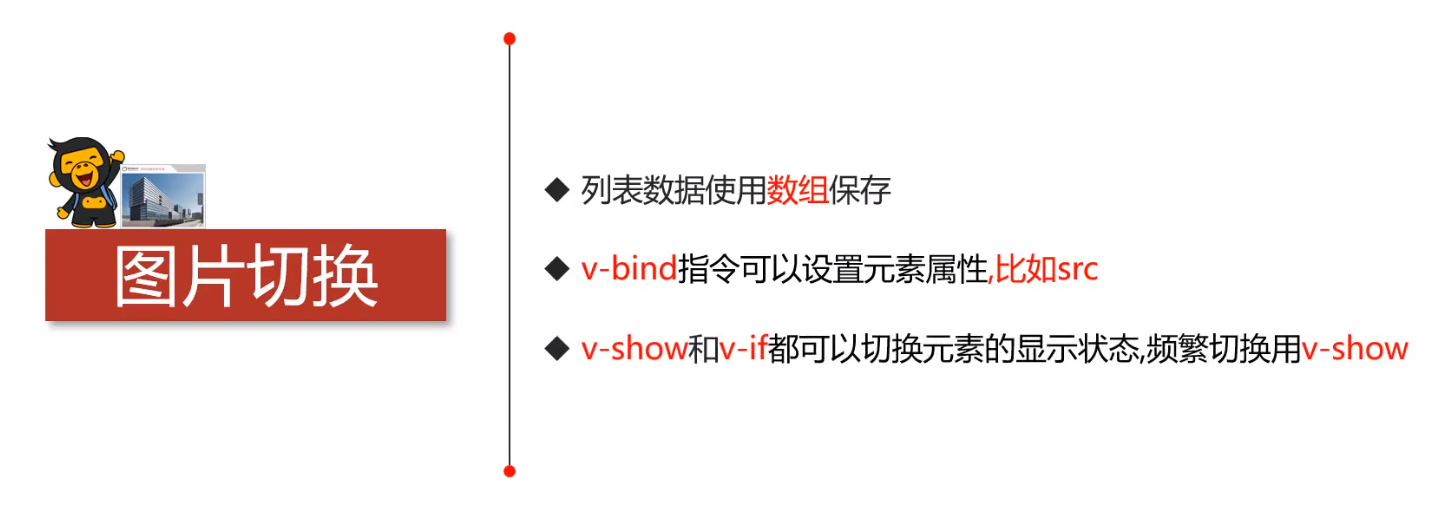 图片切换
列表数据使用数组保存
v-bind指令可以设置元素属性,比如src
v-show和v-if都可以切换元素的显示状态,频繁切换用v-show